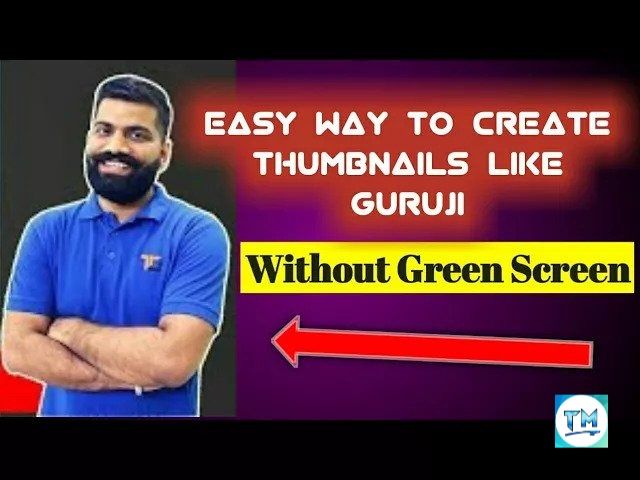 EASY WAY TO CREATE
THUMBNAILS LIKE
GURUJI
Without Green Screen
TM